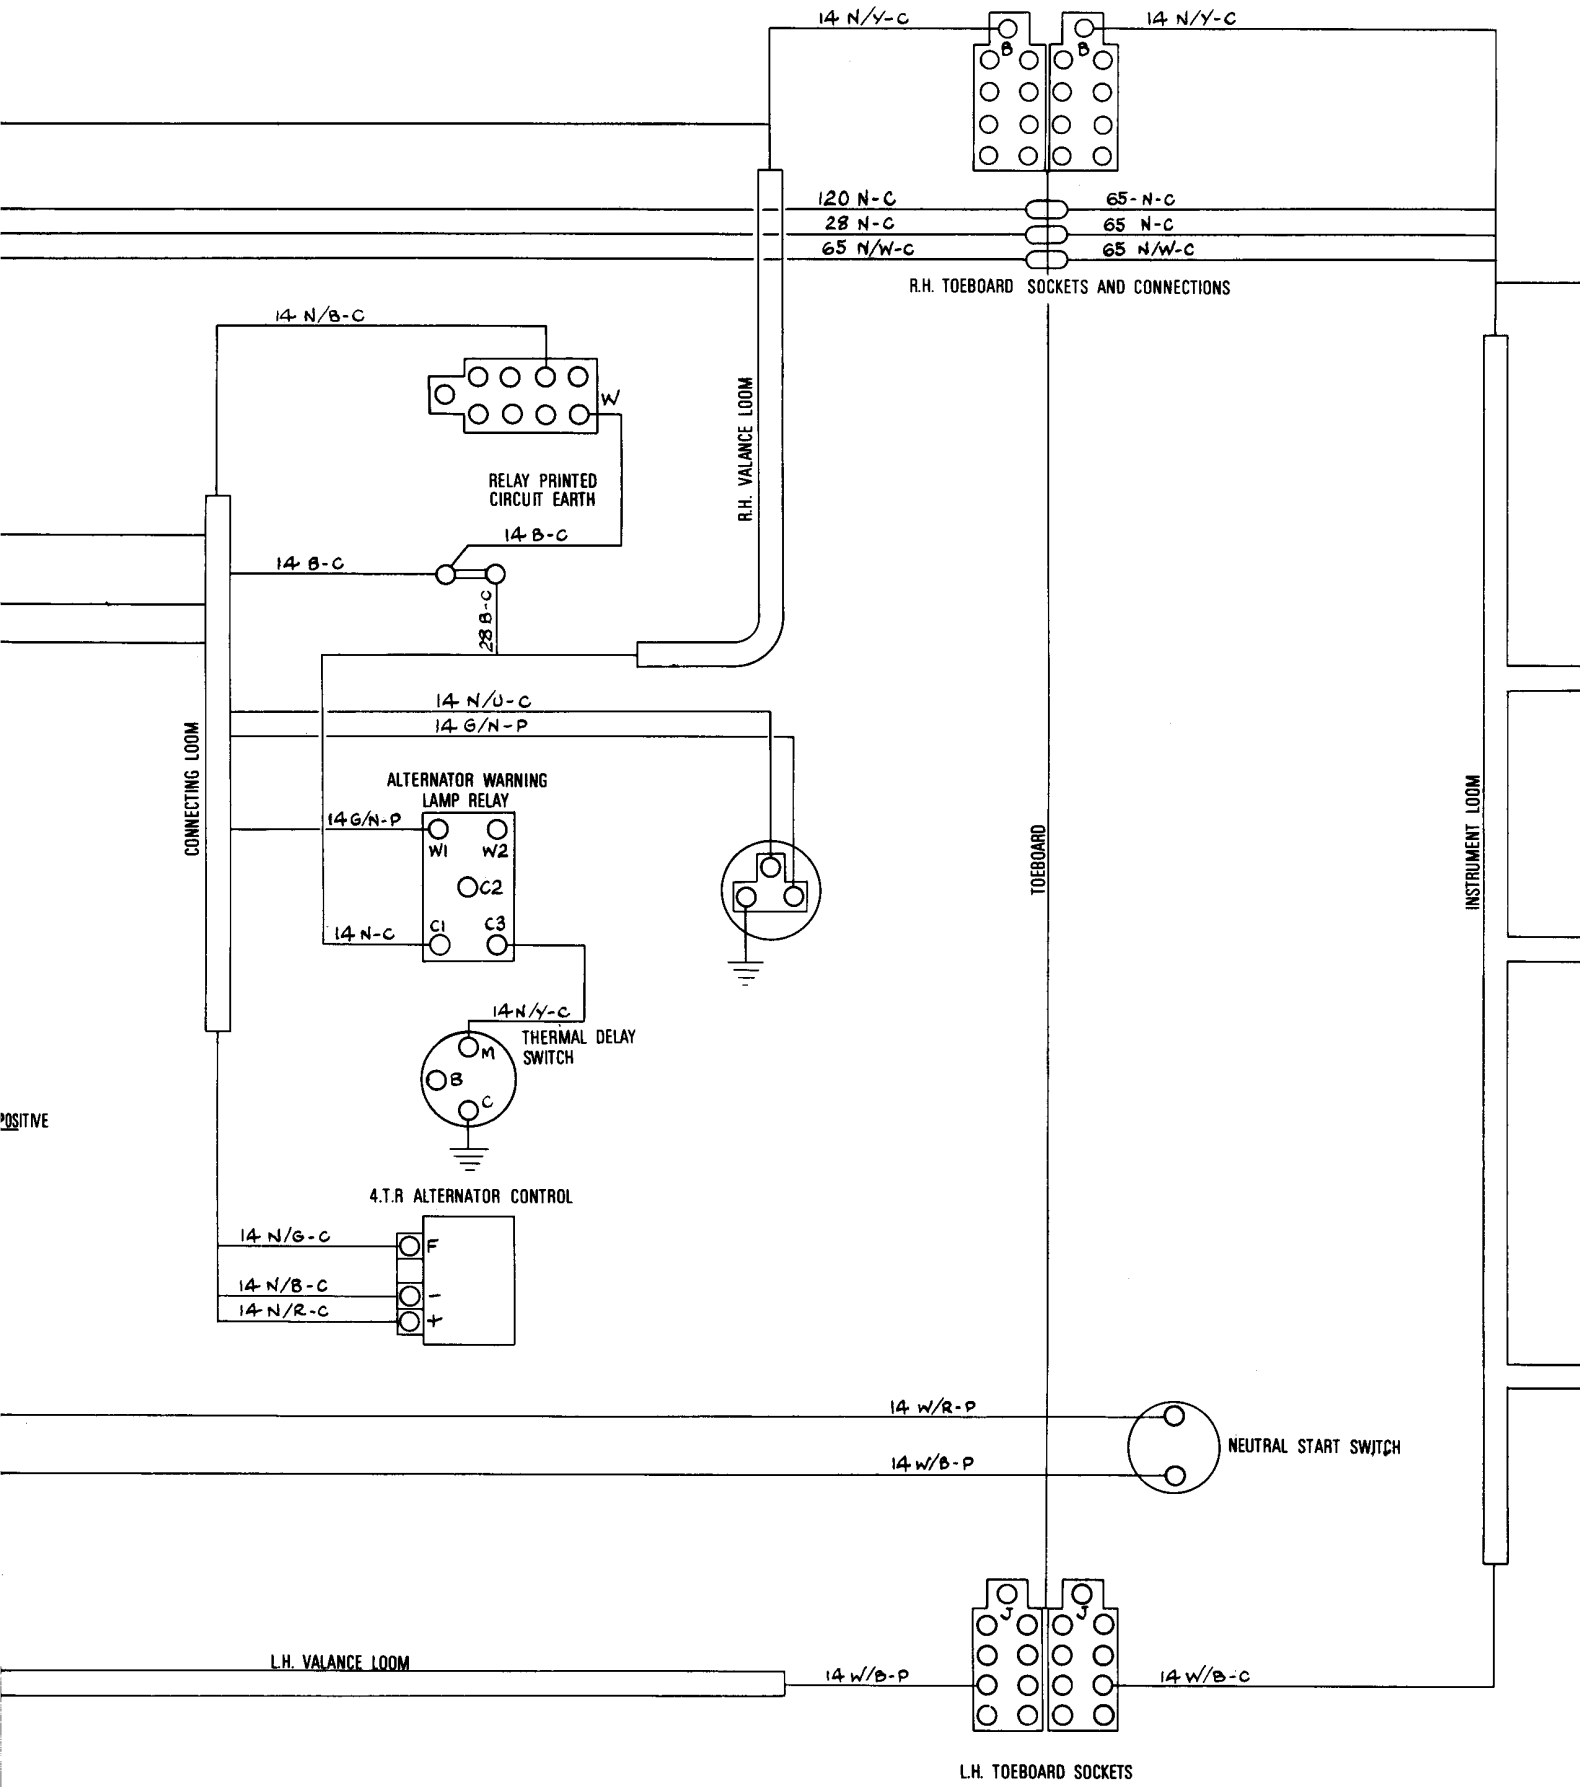 14 N/Y-C
14 N/Y-C
B
B
120 N-C
65-N-C
28 N-C
65 N-C
65 N/W-C
65 N/W-C
R.H. TOEBOARD SOCKETS AND CONNECTIONS
14 N/B-C
W
R.H. VALANCE LOOM
RELAY PRINTED
CIRCUIT EARTH
14 B-C
14 B-C
28 B-C
14 N/U-C
14 G/N-P
CONNECTING LOOM
ALTERNATOR WARNING
LAMP RELAY
14 G/N-P
W1
W2
C2
C1
C3
14 N-C
TOEBOARD
INSTRUMENT LOOM
14 N/Y-C
THERMAL DELAY
SWITCH
M
B
C
POSITIVE
4.T.R ALTERNATOR CONTROL
14 N/G-C
F
14 N/B-C
-
14 N/R-C
+
14 W/R-P
NEUTRAL START SWITCH
14 W/B-P
J
J
L.H. VALANCE LOOM
14 W/B-P
14 W/B-C
L.H. TOEBOARD SOCKETS